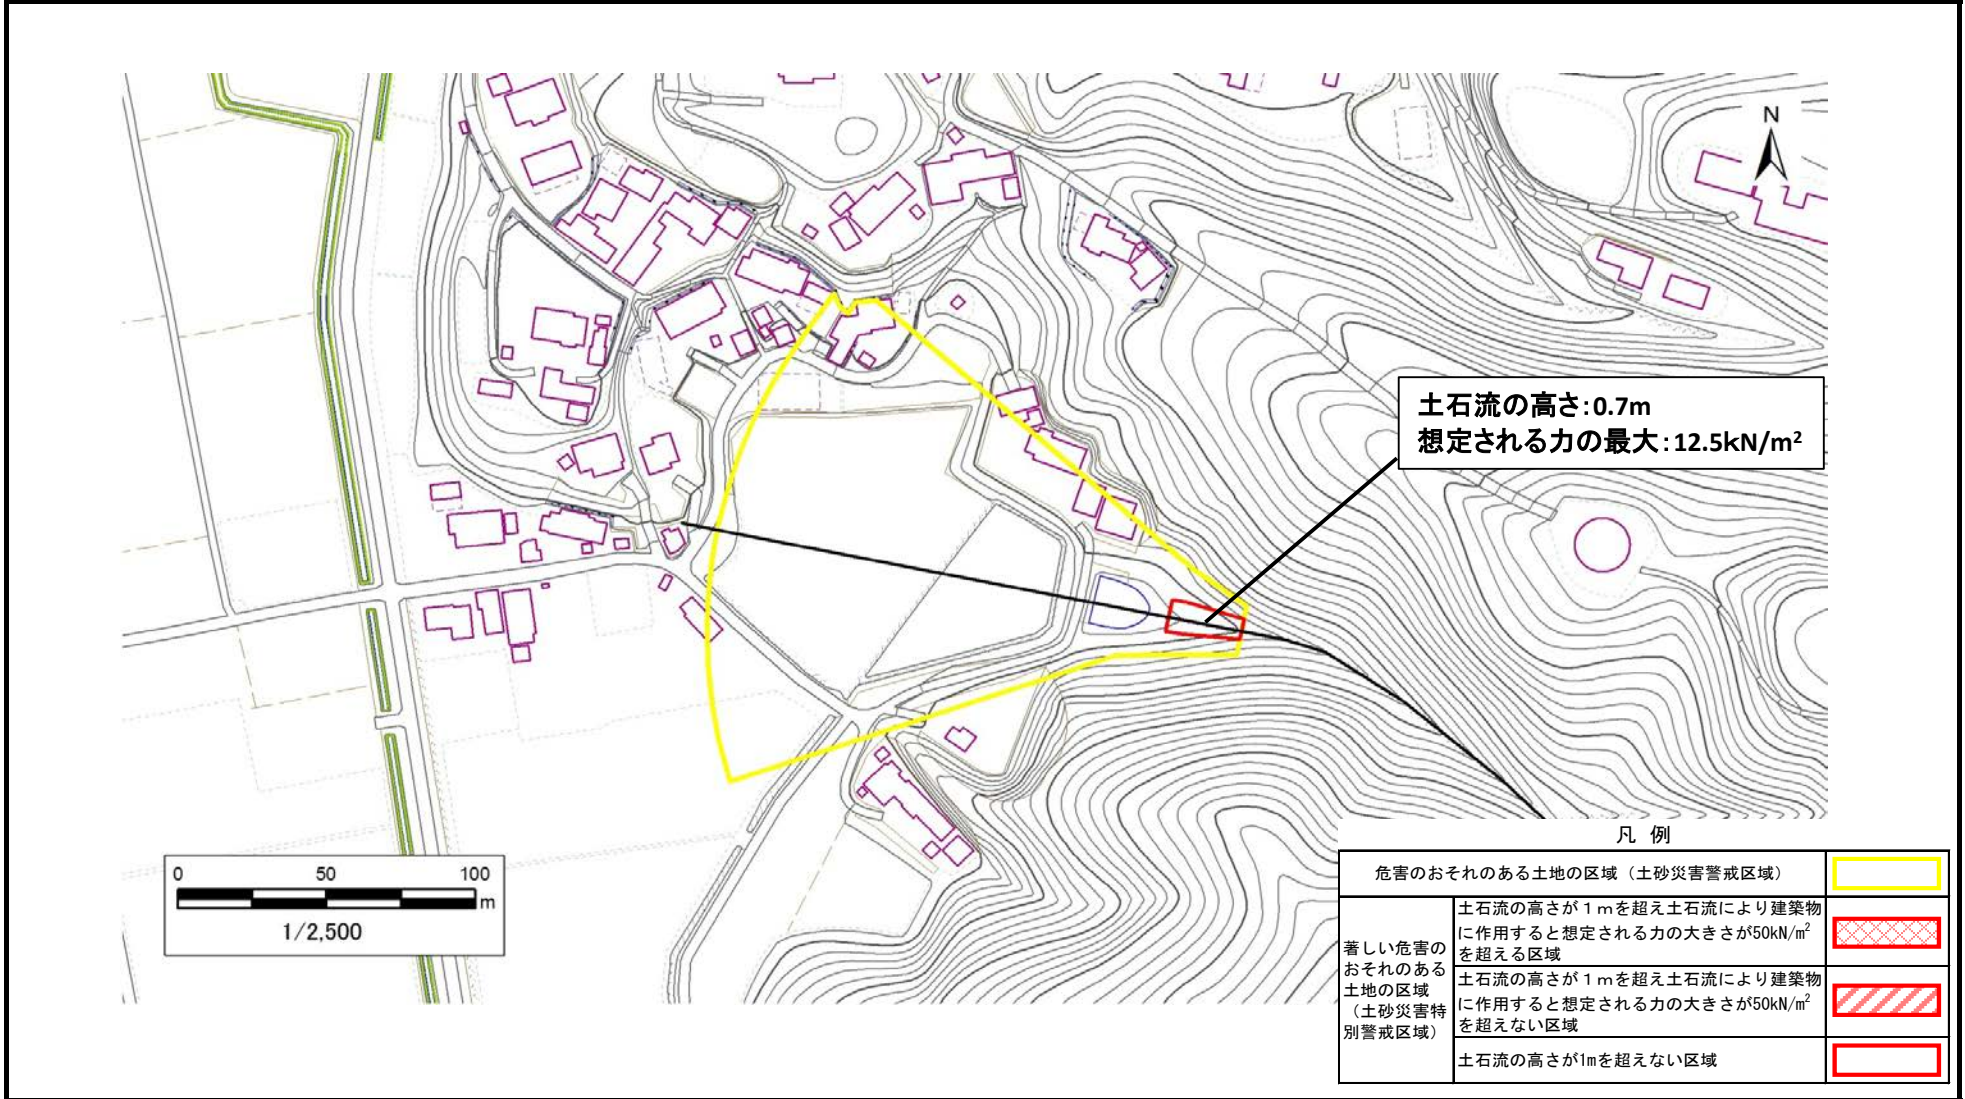 N
土石流の高さ:0.7m
想定される力の最大:12.5kN/m²
0 50 100
m
1/2,500
凡 例
危害のおそれのある土地の区域（土砂災害警戒区域）
著しい危害の
おそれのある
土地の区域
（土砂災害特
別警戒区域）
土石流の高さが１ｍを超え土石流により建築物
に作用すると想定される力の大きさが50kN/㎡
を超える区域
土石流の高さが１ｍを超え土石流により建築物
に作用すると想定される力の大きさが50kN/㎡
を超えない区域
土石流の高さが1mを超えない区域